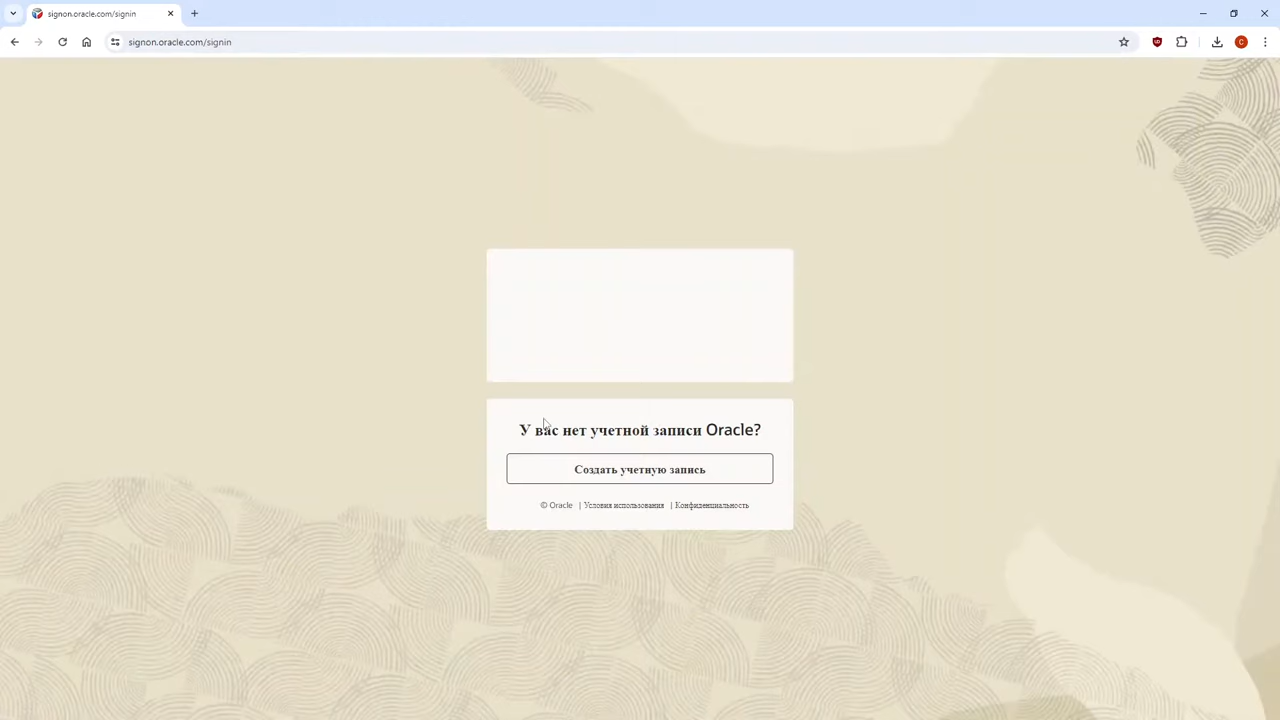 signon.oracle.com/signin
signon.oracle.com/signin
У вас нет учетной записи Oracle?
Создать учетную запись
© Oracle | Условия использования | Конфиденциальность